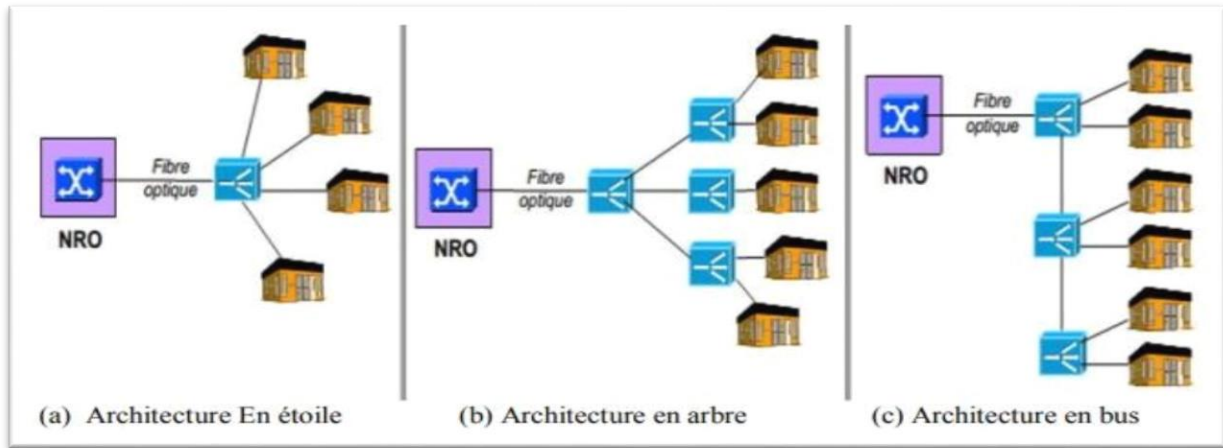 Fibre
optique
NRO
Fibre
optique
NRO
Fibre
optique
NRO
(a) Architecture En étoile
(b) Architecture en arbre
(c) Architecture en bus